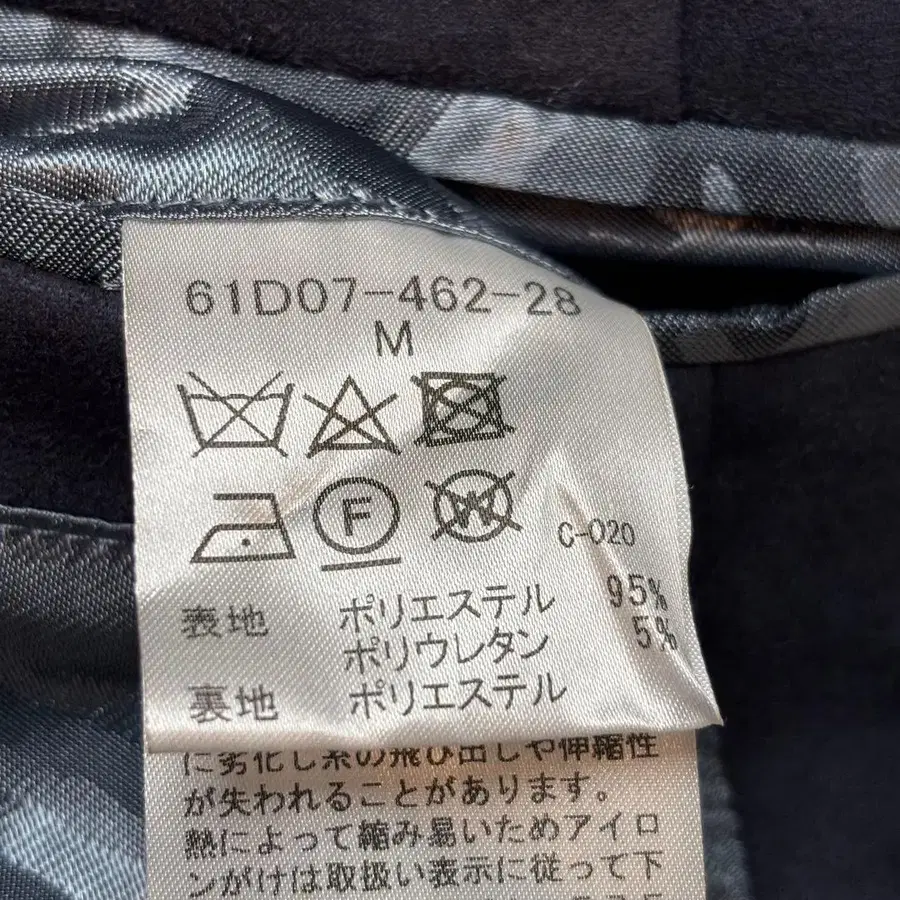 61D07-462-28
M
F
W
C-020
表地 ポリエステル 95%
ポリウレタン 5%
裏地 ポリエステル
に劣化し糸の飛び出しや伸縮性
が失われることがあります。
熱によって縮み易いためアイロ
ンがけは取扱い表示に従って下